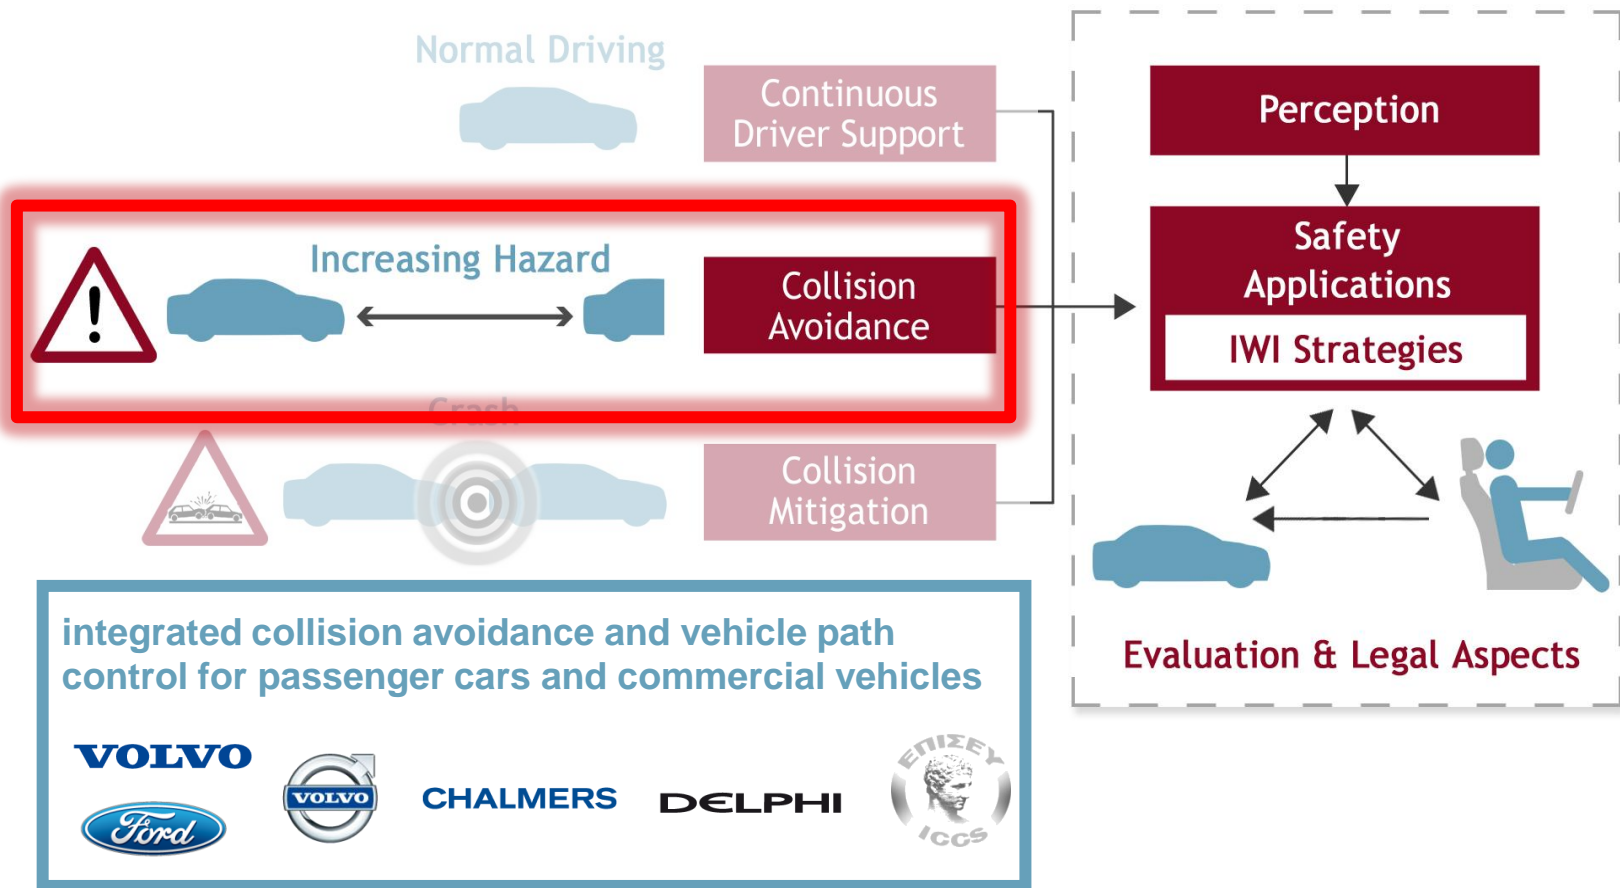 Normal Driving
Continuous
Driver Support
Increasing Hazard
Collision
Avoidance
Crash
Collision
Mitigation
Perception
Safety
Applications
IWI Strategies
Evaluation & Legal Aspects
integrated collision avoidance and vehicle path
control for passenger cars and commercial vehicles
VOLVO
Ford
VOLVO
CHALMERS
DELPHI
ΕΠΙΣΕΥ
ICCS